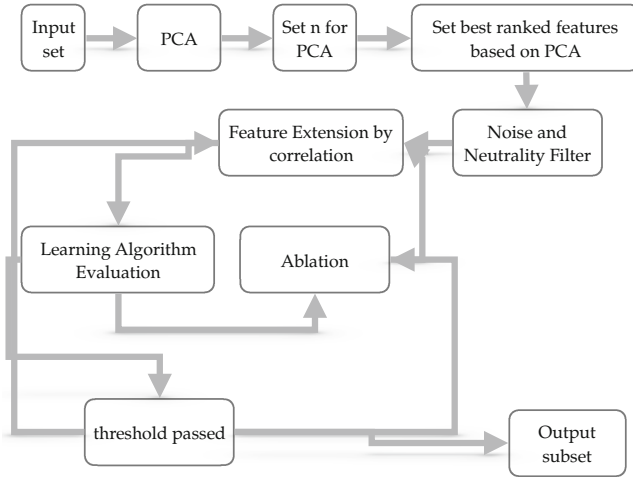 Input
set
PCA
Set n for
PCA
Set best ranked features
based on PCA
Feature Extension by
correlation
Noise and
Neutrality Filter
Learning Algorithm
Evaluation
Ablation
threshold passed
Output
subset